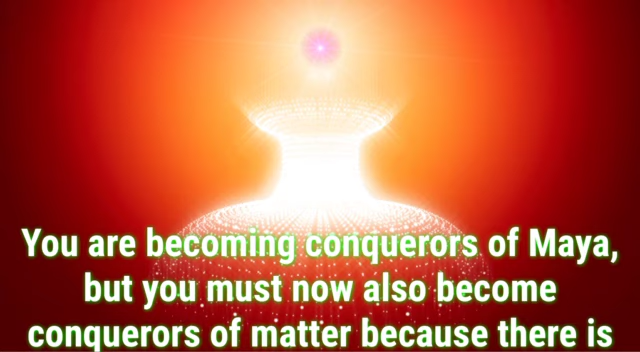 You are becoming conquerors of Maya,
but you must now also become
conquerors of matter because there is